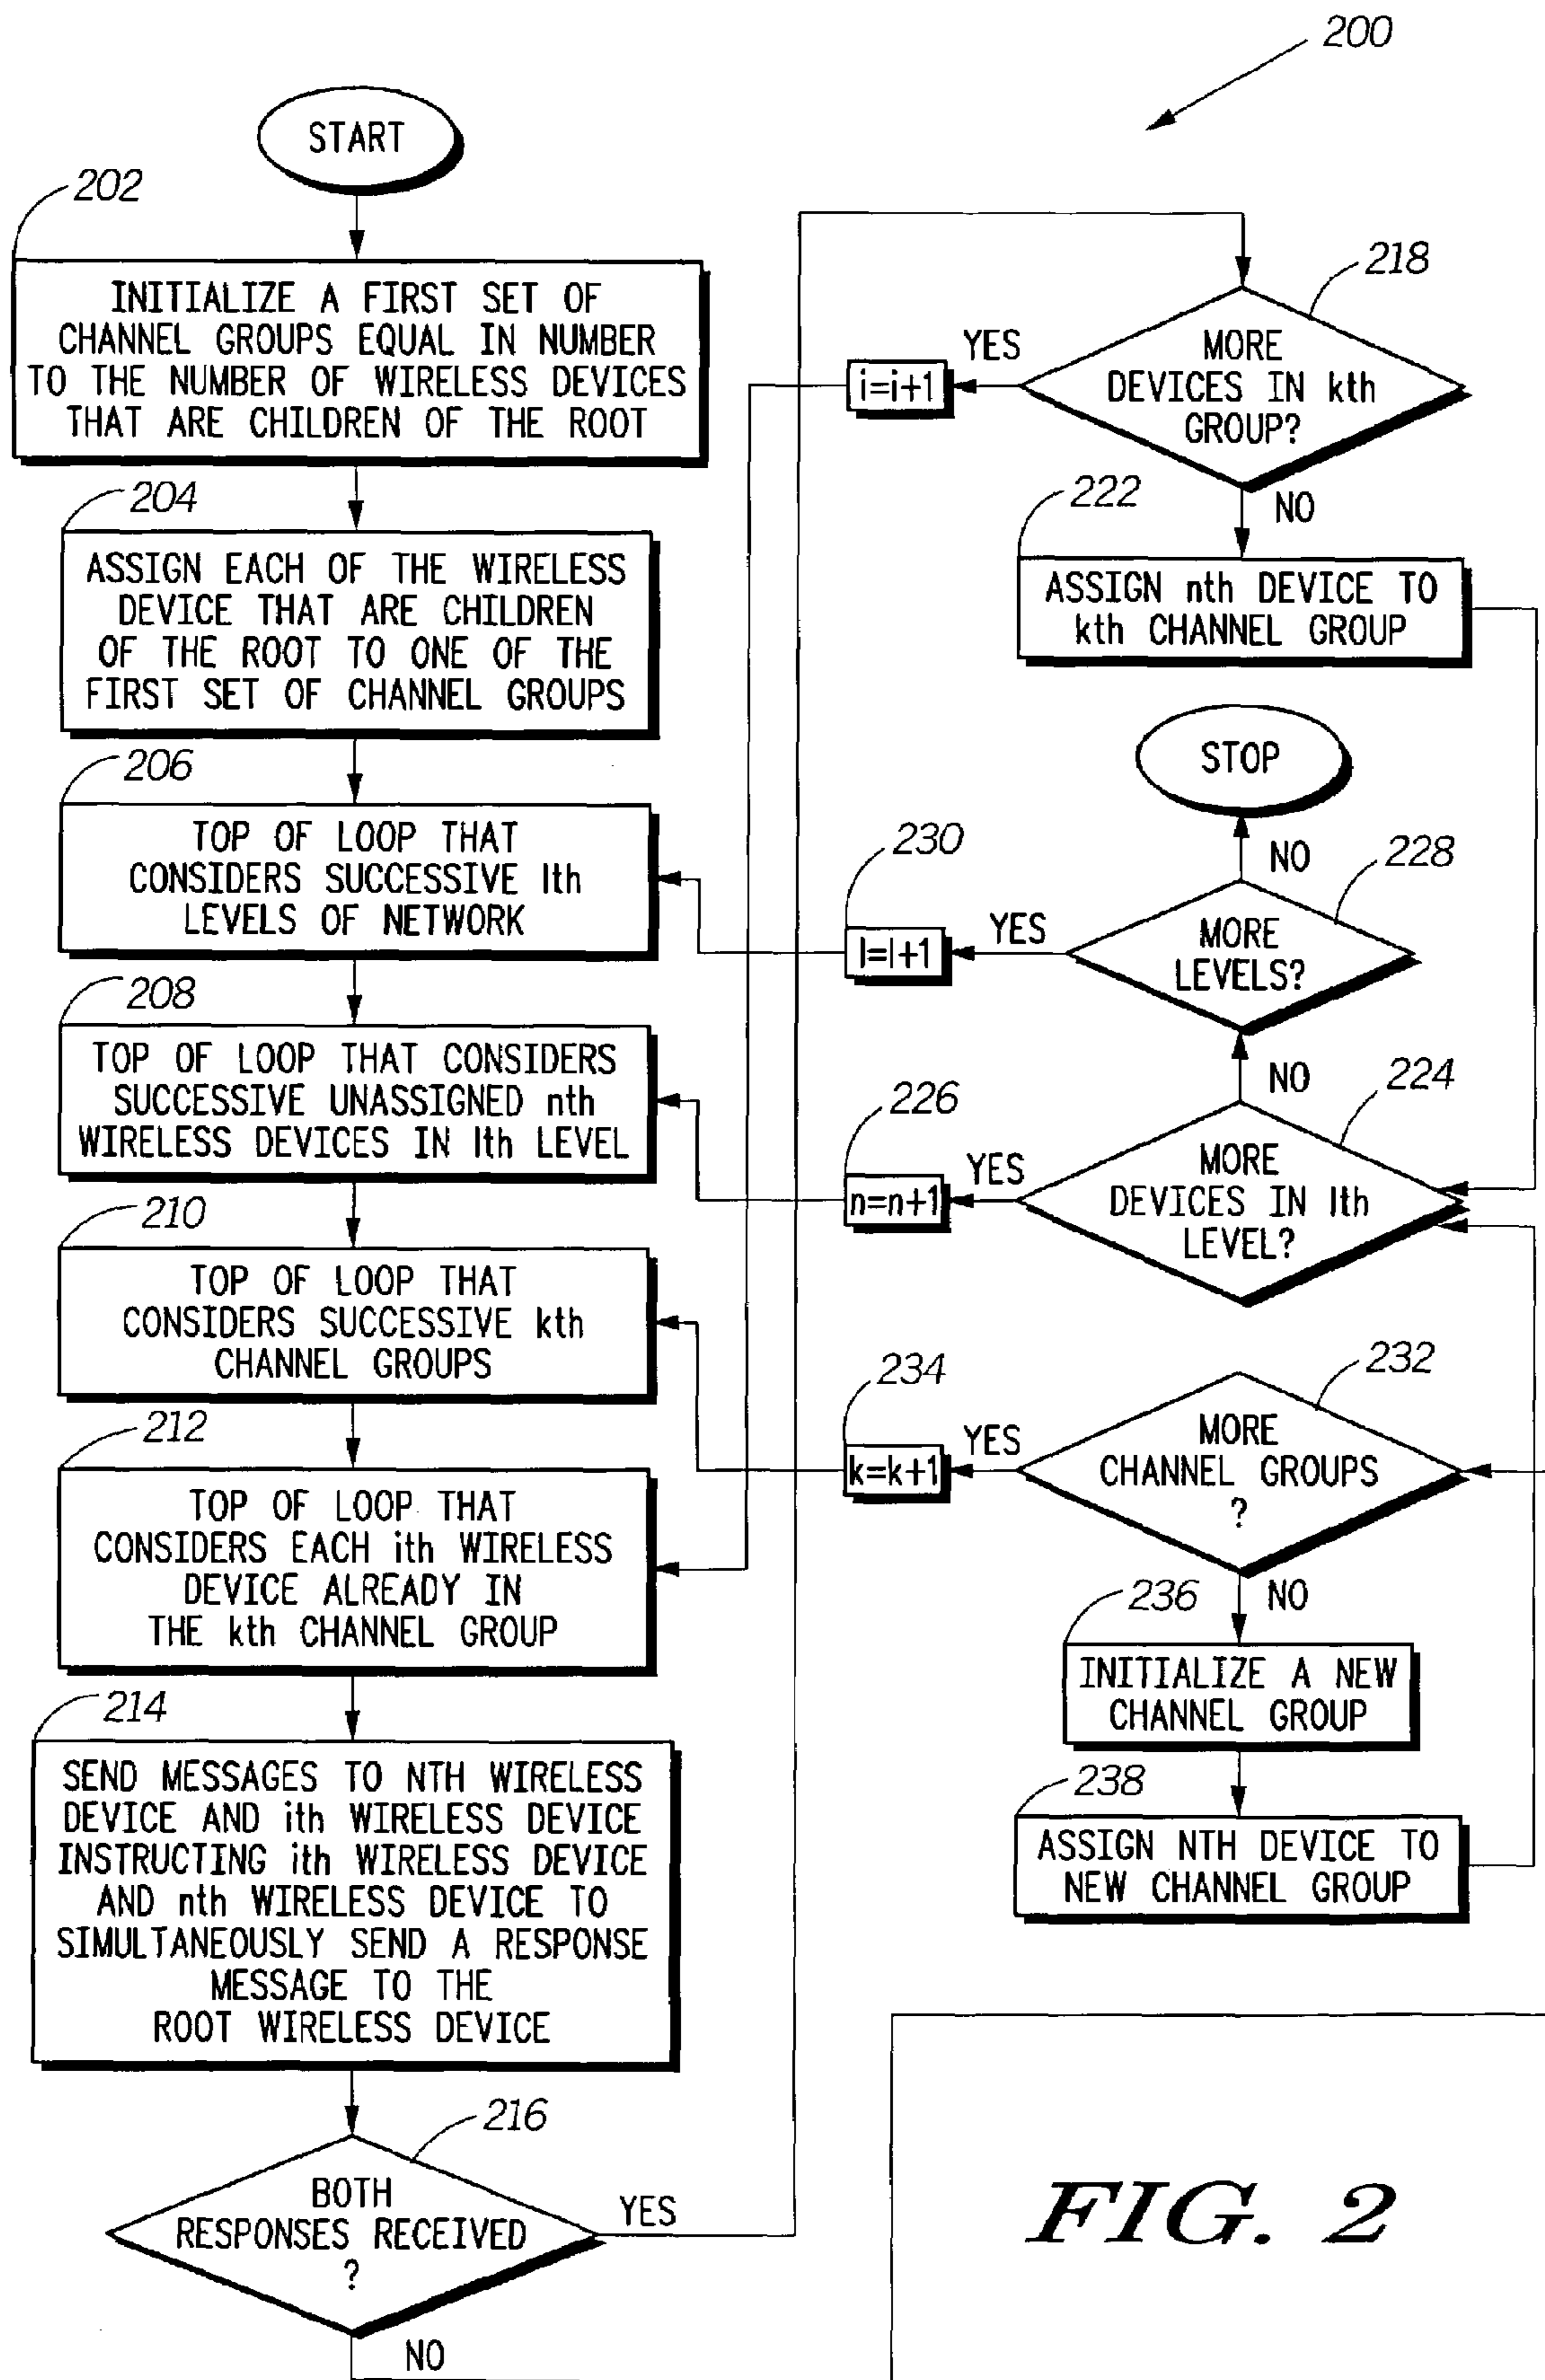 200
START
202
INITIALIZE A FIRST SET OF
CHANNEL GROUPS EQUAL IN NUMBER
TO THE NUMBER OF WIRELESS DEVICES
THAT ARE CHILDREN OF THE ROOT
204
ASSIGN EACH OF THE WIRELESS
DEVICE THAT ARE CHILDREN
OF THE ROOT TO ONE OF THE
FIRST SET OF CHANNEL GROUPS
206
TOP OF LOOP THAT
CONSIDERS SUCCESSIVE lth
LEVELS OF NETWORK
208
TOP OF LOOP THAT CONSIDERS
SUCCESSIVE UNASSIGNED nth
WIRELESS DEVICES IN lth LEVEL
210
TOP OF LOOP THAT
CONSIDERS SUCCESSIVE kth
CHANNEL GROUPS
212
TOP OF LOOP THAT
CONSIDERS EACH ith WIRELESS
DEVICE ALREADY IN
THE kth CHANNEL GROUP
214
SEND MESSAGES TO NTH WIRELESS
DEVICE AND ith WIRELESS DEVICE
INSTRUCTING ith WIRELESS DEVICE
AND nth WIRELESS DEVICE TO
SIMULTANEOUSLY SEND A RESPONSE
MESSAGE TO THE
ROOT WIRELESS DEVICE
216
BOTH
RESPONSES RECEIVED
?
YES
NO
218
MORE
DEVICES IN kth
GROUP?
YES
i=i+1
NO
222
ASSIGN nth DEVICE TO
kth CHANNEL GROUP
STOP
NO
228
MORE
LEVELS?
YES
230
l=l+1
NO
224
MORE
DEVICES IN lth
LEVEL?
YES
226
n=n+1
232
MORE
CHANNEL GROUPS
?
YES
234
k=k+1
NO
236
INITIALIZE A NEW
CHANNEL GROUP
238
ASSIGN NTH DEVICE TO
NEW CHANNEL GROUP
FIG. 2